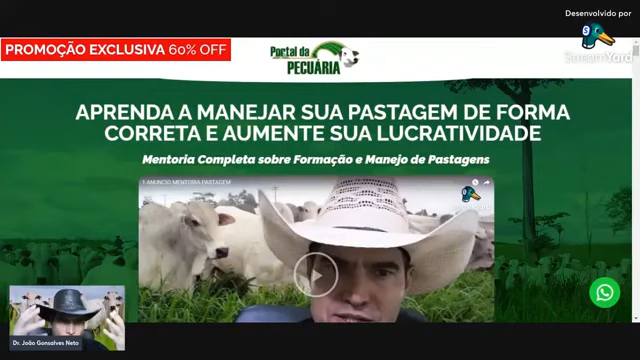 Desenvolvido por
StreamYard
PROMOÇÃO EXCLUSIVA 60% OFF
Portal da
PECUÁRIA
APRENDA A MANEJAR SUA PASTAGEM DE FORMA
CORRETA E AUMENTE SUA LUCRATIVIDADE
Mentoria Completa sobre Formação e Manejo de Pastagens
1 ANUNCIO MENTORIA PASTAGEM
Dr. João Gonsalves Neto